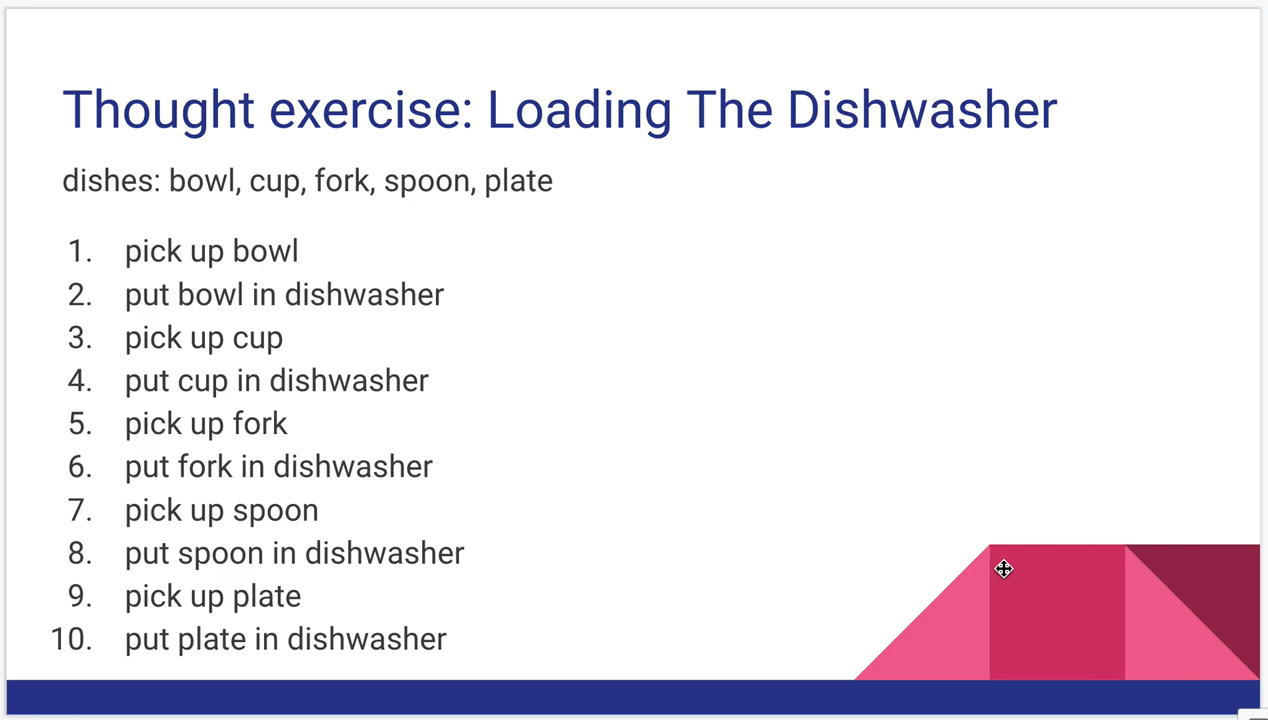 Thought exercise: Loading The Dishwasher
dishes: bowl, cup, fork, spoon, plate
1. pick up bowl
2. put bowl in dishwasher
3. pick up cup
4. put cup in dishwasher
5. pick up fork
6. put fork in dishwasher
7. pick up spoon
8. put spoon in dishwasher
9. pick up plate
10. put plate in dishwasher